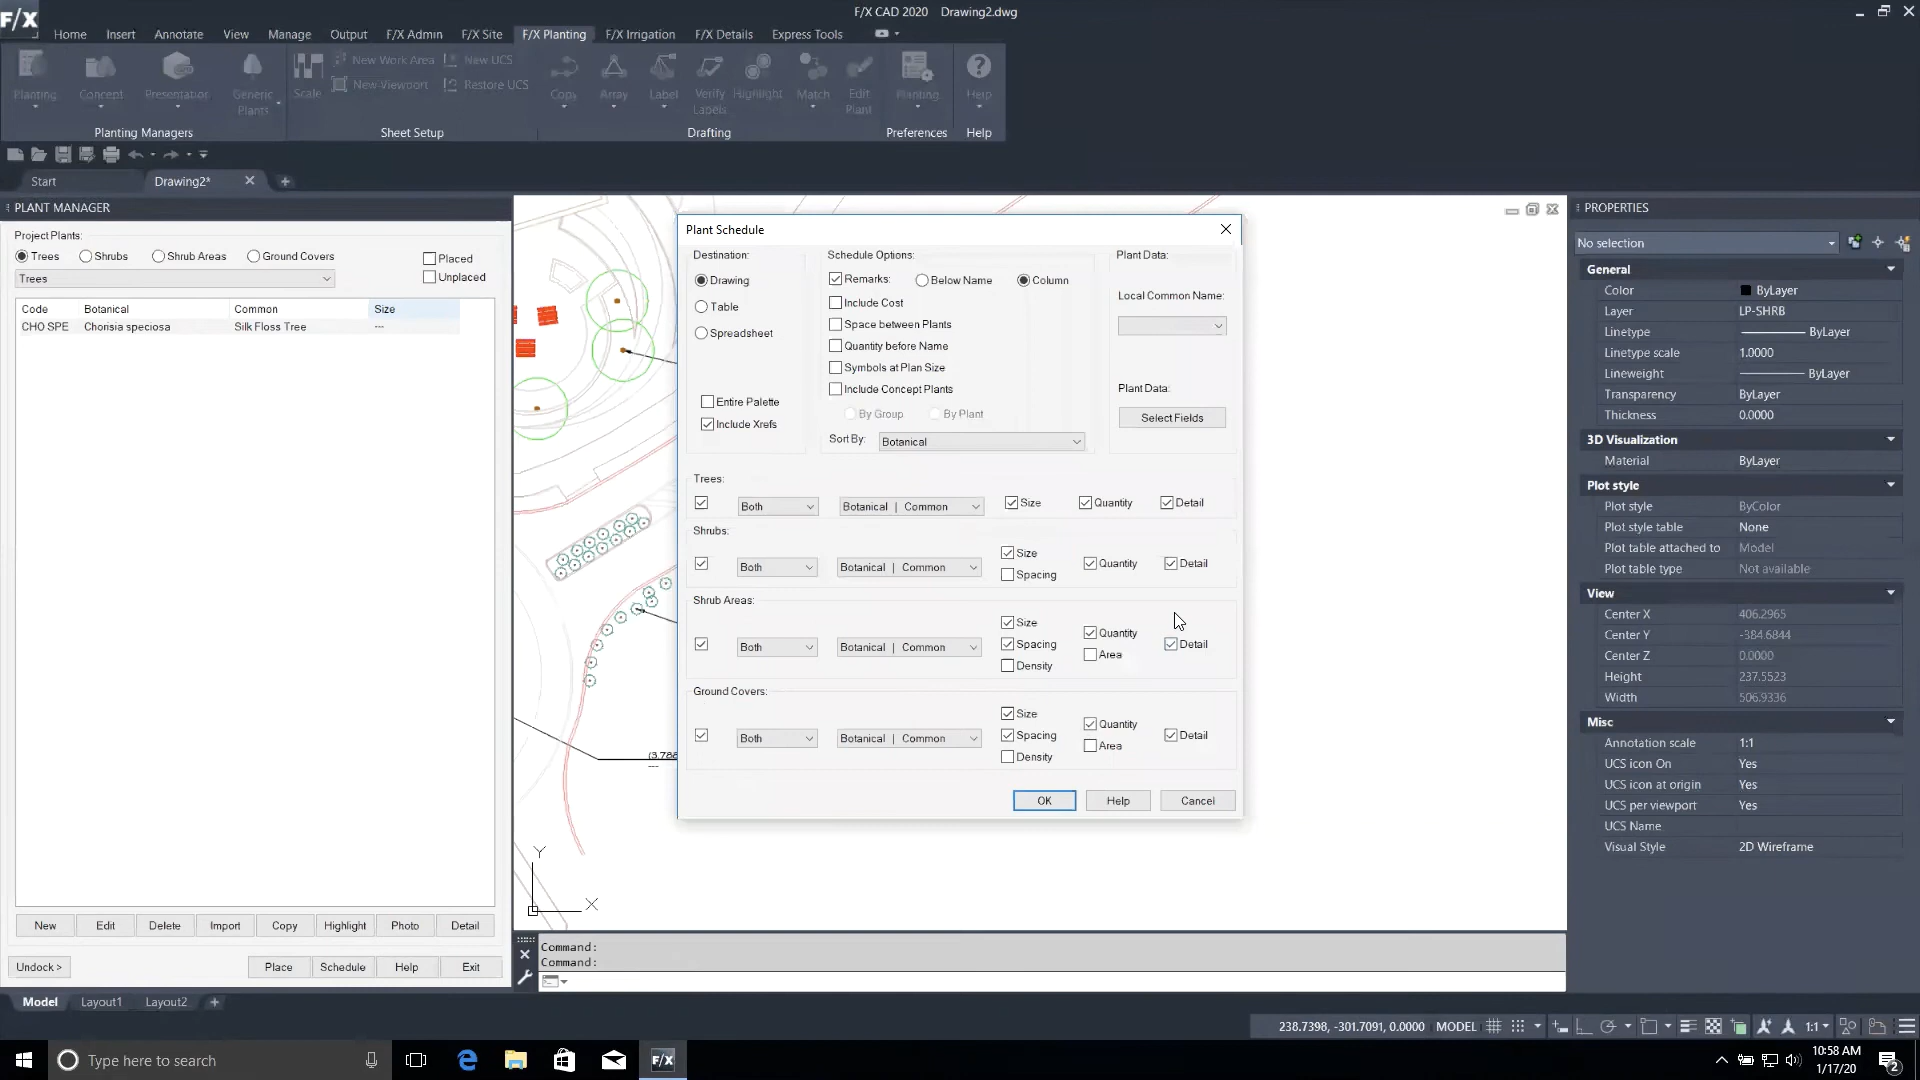 F/X
F/X CAD 2020 Drawing2.dwg
Home Insert Annotate View Manage Output F/X Admin F/X Site F/X Planting F/X Irrigation F/X Details Express Tools
New Work Area New UCS
New Viewport Restore UCS
Planting Concept Presentation Generic Plants Scale Copy Array Label Verify Labels Highlight Match Edit Plant Planting Help
Planting Managers Sheet Setup Drafting Preferences Help
Start Drawing2*
PLANT MANAGER
Project Plants:
Trees Shrubs Shrub Areas Ground Covers
Placed
Unplaced
Trees
Code Botanical Common Size
CHO SPE Chorisia speciosa Silk Floss Tree ---
New Edit Delete Import Copy Highlight Photo Detail
Undock > Place Schedule Help Exit
Plant Schedule
Destination:
Drawing
Table
Spreadsheet
Entire Palette
Include Xrefs
Schedule Options:
Remarks: Below Name Column
Include Cost
Space between Plants
Quantity before Name
Symbols at Plan Size
Include Concept Plants
By Group By Plant
Sort By: Botanical
Plant Data:
Local Common Name:
Plant Data:
Select Fields
Trees:
Both Botanical | Common Size Quantity Detail
Shrubs:
Both Botanical | Common Size Spacing Quantity Detail
Shrub Areas:
Both Botanical | Common Size Spacing Density Quantity Area Detail
Ground Covers:
Both Botanical | Common Size Spacing Density Quantity Area Detail
OK Help Cancel
(3,788
Y
X
Command:
Command:
PROPERTIES
No selection
General
Color ByLayer
Layer LP-SHRB
Linetype ByLayer
Linetype scale 1.0000
Lineweight ByLayer
Transparency ByLayer
Thickness 0.0000
3D Visualization
Material ByLayer
Plot style
Plot style ByColor
Plot style table None
Plot table attached to Model
Plot table type Not available
View
Center X 406.2965
Center Y -384.6844
Center Z 0.0000
Height 237.5523
Width 506.9336
Misc
Annotation scale 1:1
UCS icon On Yes
UCS icon at origin Yes
UCS per viewport Yes
UCS Name
Visual Style 2D Wireframe
Model Layout1 Layout2
238.7398, -301.7091, 0.0000 MODEL 1:1
Type here to search F/X
10:58 AM
1/17/20
2